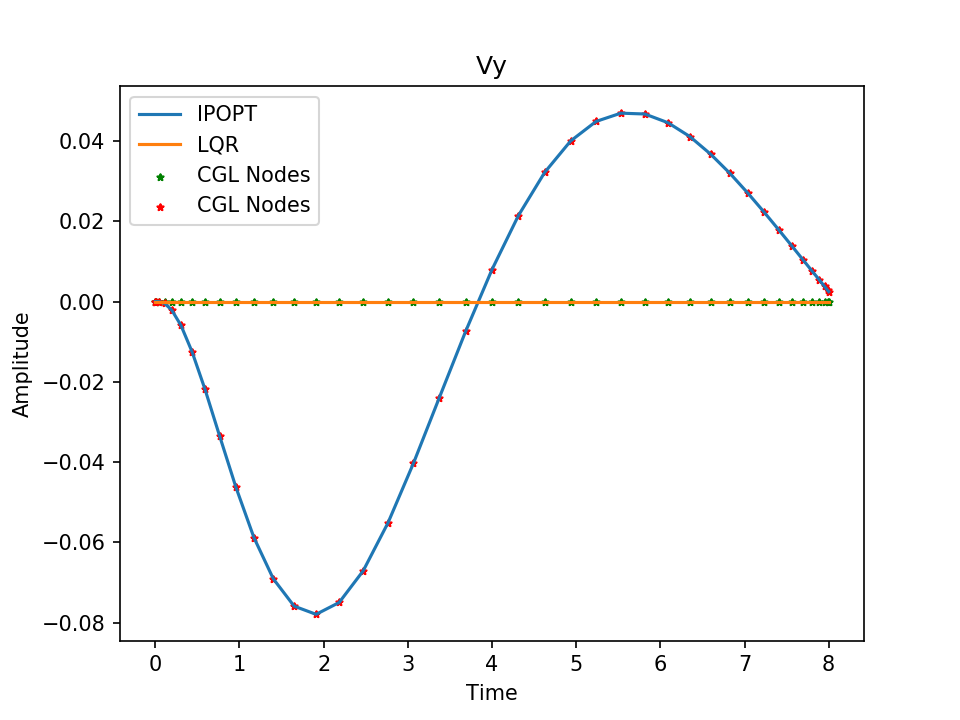 Vy
IPOPT
LQR
CGL Nodes
CGL Nodes
0.04
0.02
0.00
−0.02
−0.04
−0.06
−0.08
Amplitude
0 1 2 3 4 5 6 7 8
Time